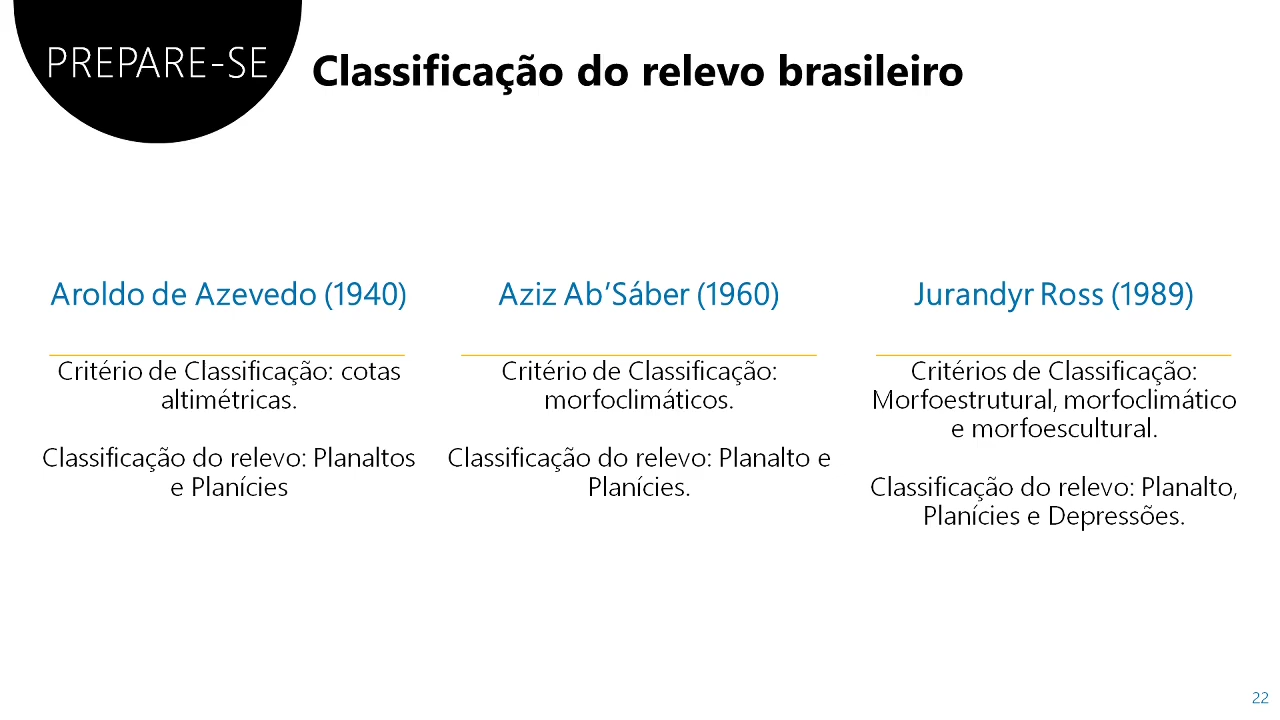 PREPARE-SE
Classificação do relevo brasileiro
Aroldo de Azevedo (1940)
Critério de Classificação: cotas
altimétricas.
Classificação do relevo: Planaltos
e Planícies
Aziz Ab’Sáber (1960)
Critério de Classificação:
morfoclimáticos.
Classificação do relevo: Planalto e
Planícies.
Jurandyr Ross (1989)
Critérios de Classificação:
Morfoestrutural, morfoclimático
e morfoescultural.
Classificação do relevo: Planalto,
Planícies e Depressões.
22